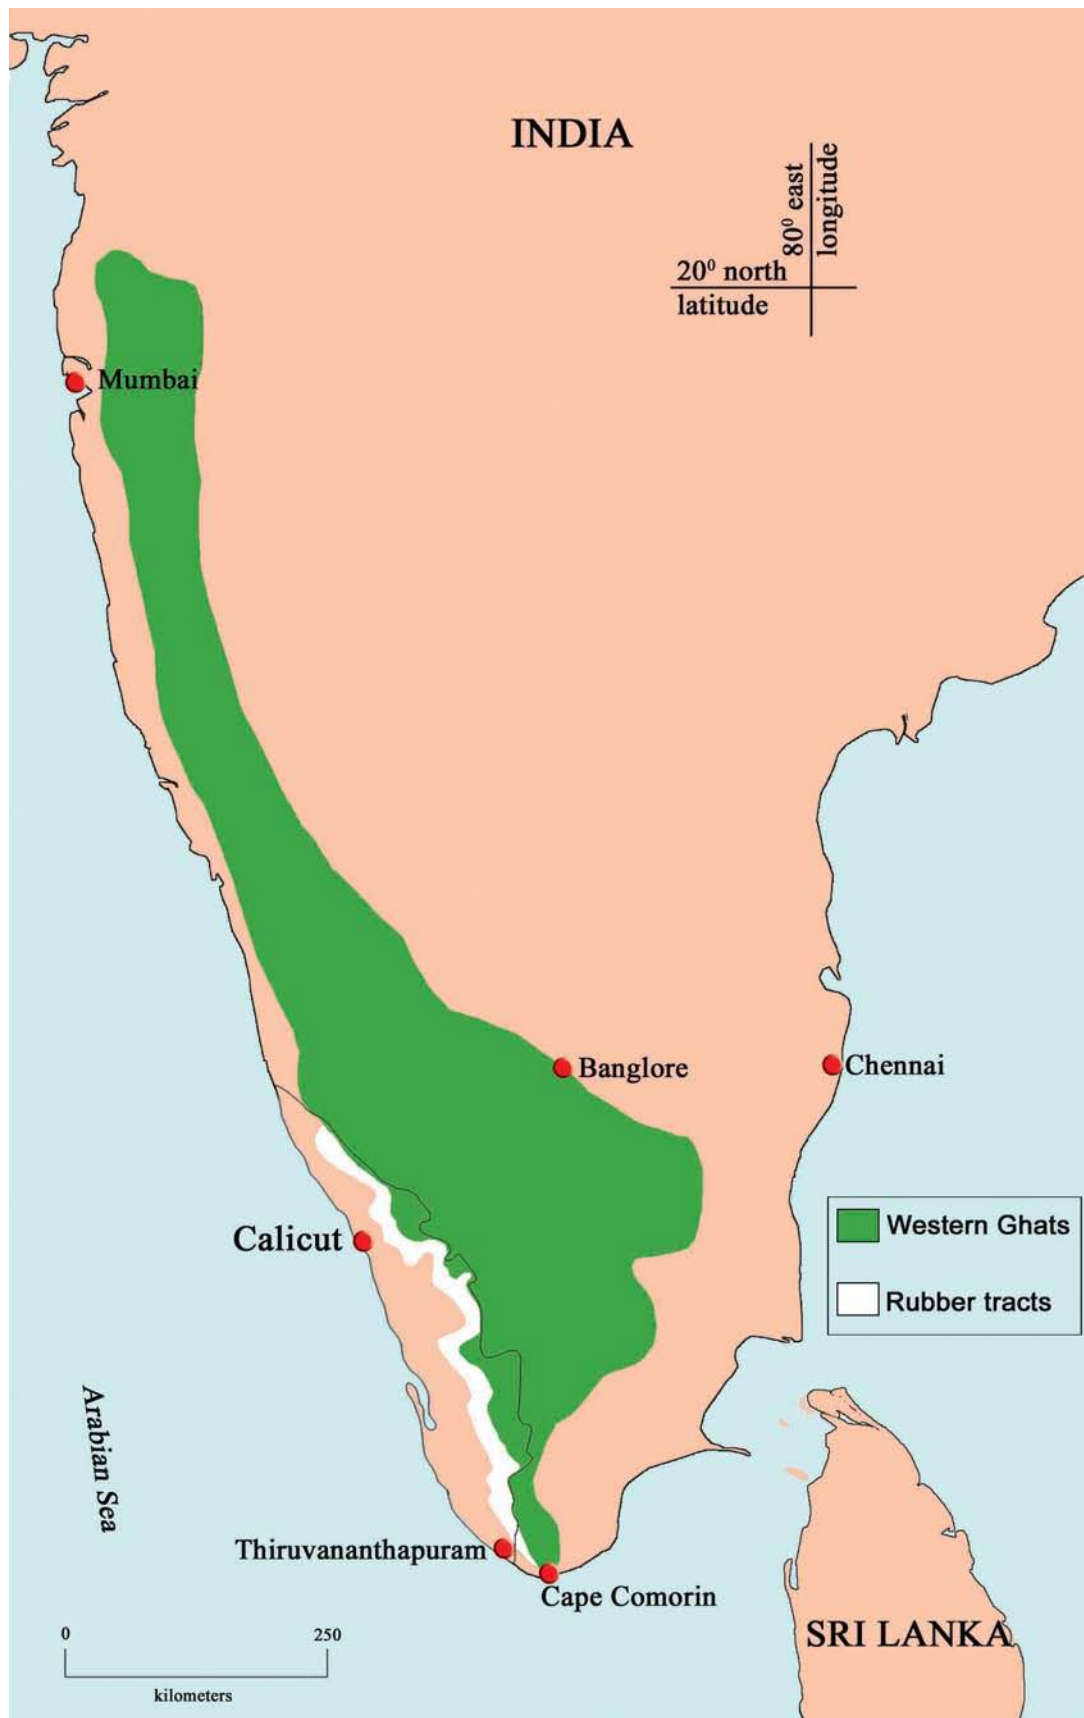 INDIA
80⁰ east
longitude
20⁰ north
latitude
Mumbai
Banglore
Chennai
Western Ghats
Calicut
Rubber tracts
Arabian Sea
Thiruvananthapuram
Cape Comorin
SRI LANKA
0 250
kilometers